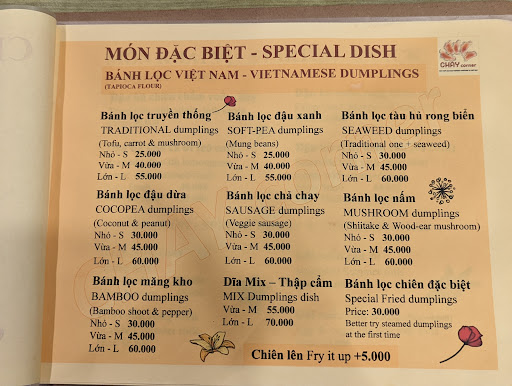 MÓN ĐẶC BIỆT - SPECIAL DISH
CHAY corner
BÁNH LỌC VIỆT NAM - VIETNAMESE DUMPLINGS
(TAPIOCA FLOUR)
Bánh lọc truyền thống
TRADITIONAL dumplings
(Tofu, carrot & mushroom)
Nhỏ - S 25.000
Vừa - M 40.000
Lớn - L 55.000
Bánh lọc đậu xanh
SOFT-PEA dumplings
(Mung beans)
Nhỏ - S 25.000
Vừa - M 40.000
Lớn - L 55.000
Bánh lọc tàu hủ rong biển
SEAWEED dumplings
(Traditional one + seaweed)
Nhỏ - S 30.000
Vừa - M 45.000
Lớn - L 60.000
Bánh lọc đậu dừa
COCOPEA dumplings
(Coconut & peanut)
Nhỏ - S 30.000
Vừa - M 45.000
Lớn - L 60.000
Bánh lọc chả chay
SAUSAGE dumplings
(Veggie sausage)
Nhỏ - S 30.000
Vừa - M 45.000
Lớn - L 60.000
Bánh lọc nấm
MUSHROOM dumplings
(Shiitake & Wood-ear mushroom)
Nhỏ - S 30.000
Vừa - M 45.000
Lớn - L 60.000
Bánh lọc măng kho
BAMBOO dumplings
(Bamboo shoot & pepper)
Nhỏ - S 30.000
Vừa - M 45.000
Lớn - L 60.000
Dĩa Mix – Thập cẩm
MIX Dumplings dish
Vừa - M 55.000
Lớn - L 70.000
Bánh lọc chiên đặc biệt
Special Fried dumplings
Price: 30.000
Better try steamed dumplings
at the first time
Chiên lên Fry it up +5.000